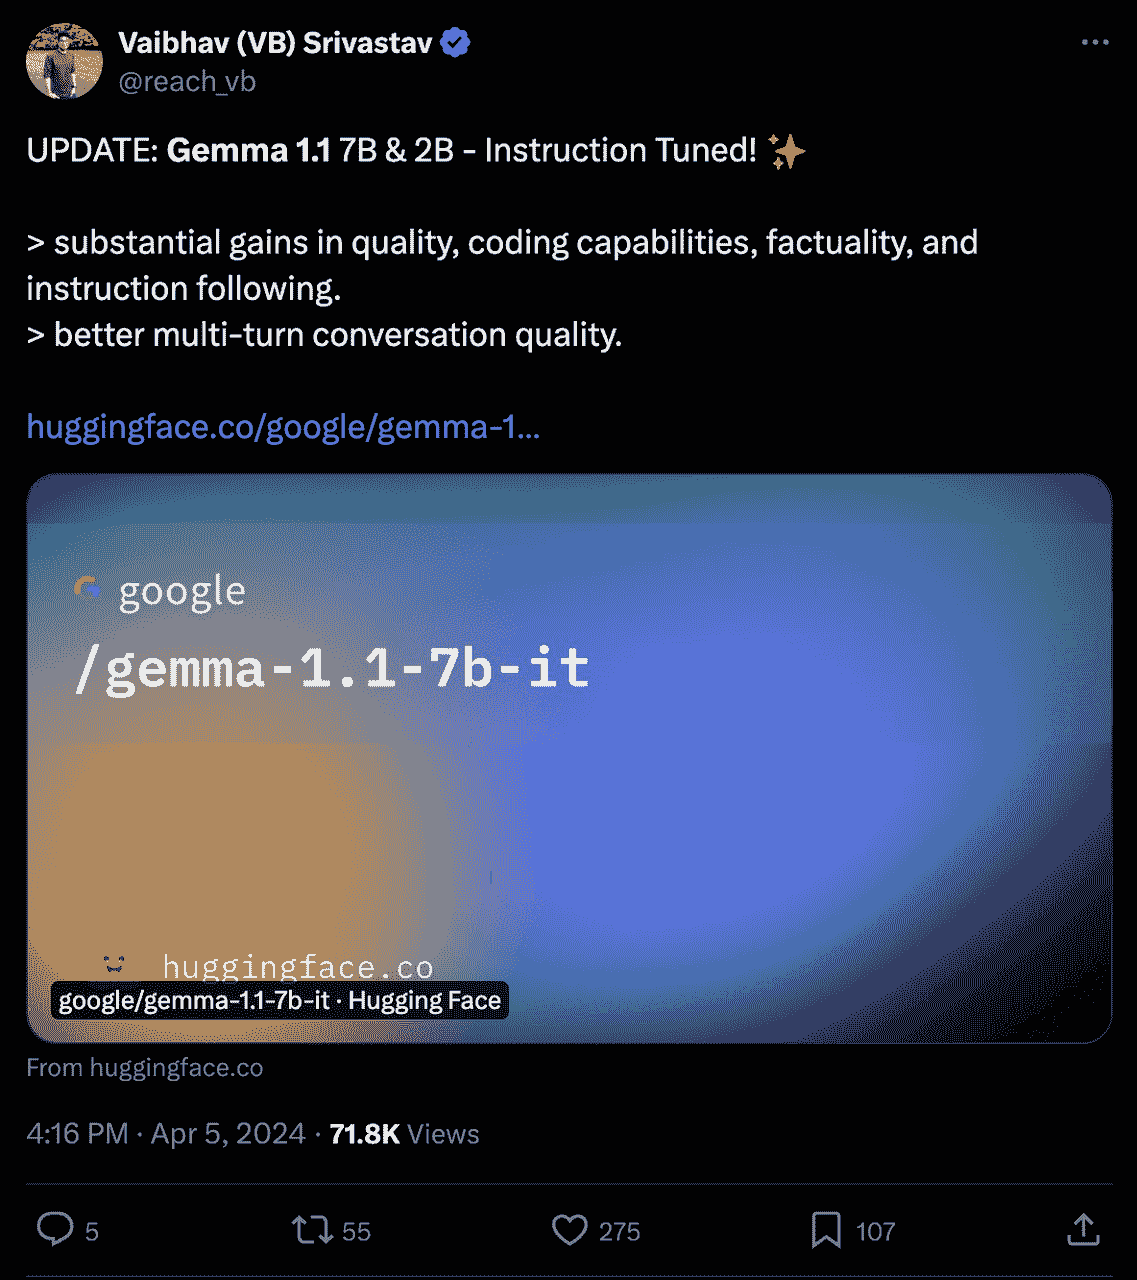 Vaibhav (VB) Srivastav
@reach_vb
UPDATE: Gemma 1.1 7B & 2B - Instruction Tuned! ✨
> substantial gains in quality, coding capabilities, factuality, and
instruction following.
> better multi-turn conversation quality.
huggingface.co/google/gemma-1...
google
/gemma-1.1-7b-it
huggingface.co
google/gemma-1.1-7b-it · Hugging Face
From huggingface.co
4:16 PM · Apr 5, 2024 · 71.8K Views
5 55 275 107